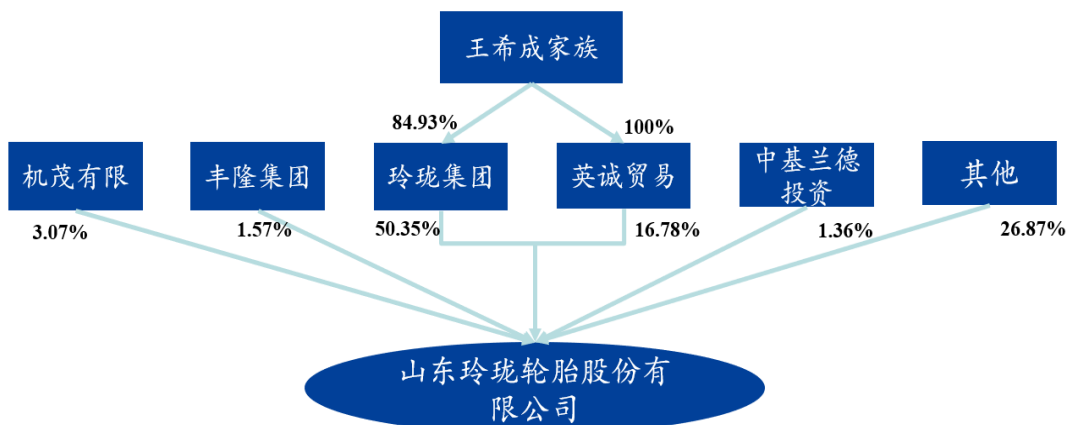 王希成家族
84.93%
100%
机茂有限
丰隆集团
玲珑集团
英诚贸易
中基兰德
投资
其他
3.07%
1.57%
50.35%
16.78%
1.36%
26.87%
山东玲珑轮胎股份有
限公司